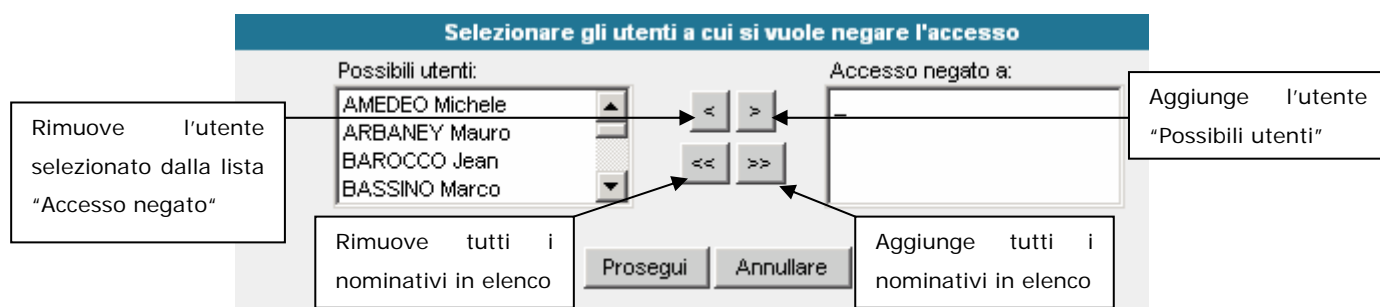 Selezionare gli utenti a cui si vuole negare l'accesso
Possibili utenti:
Accesso negato a:
AMEDEO Michele
ARBANEY Mauro
BAROCCO Jean
BASSINO Marco
< >
<< >>
_
Rimuove l’utente
selezionato dalla lista
“Accesso negato“
Aggiunge l’utente
“Possibili utenti”
Rimuove tutti i
nominativi in elenco
Prosegui
Annullare
Aggiunge tutti i
nominativi in elenco